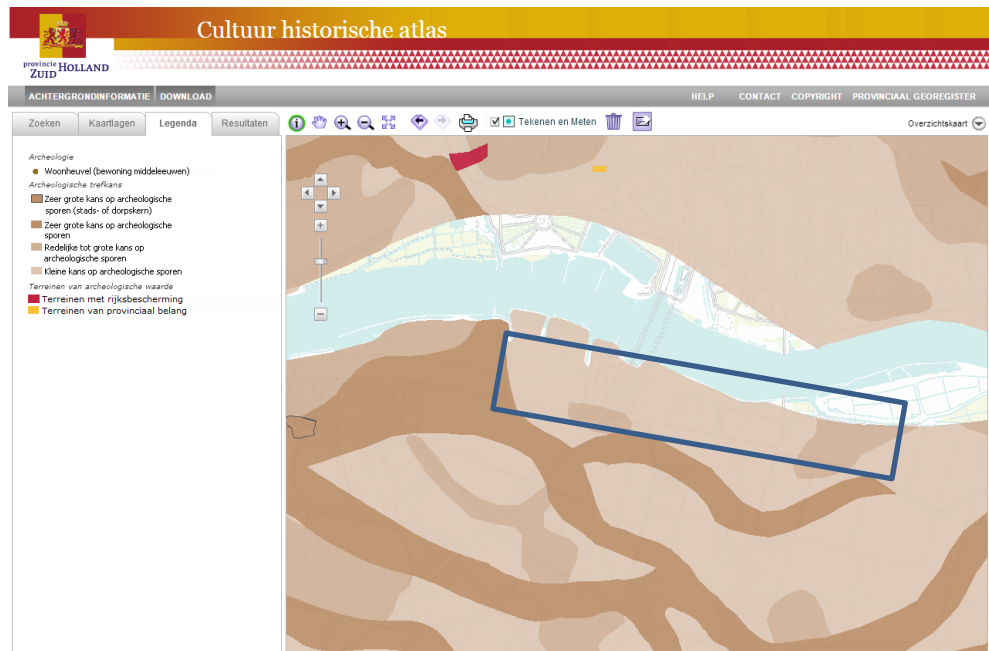 Cultuur historische atlas
provincie HOLLAND
ZUID
ACHTERGRONDINFORMATIE DOWNLOAD HELP CONTACT COPYRIGHT PROVINCIAAL GEOREGISTER
Zoeken Kaartlagen Legenda Resultaten Tekenen en Meten Overzichtskaart
Archeologie
Woonheuvel (bewoning middeleeuwen)
Archeologische trefkans
Zeer grote kans op archeologische
sporen (stads- of dorpskern)
Zeer grote kans op archeologische
sporen
Redelijke tot grote kans op
archeologische sporen
Kleine kans op archeologische sporen
Terreinen van archeologische waarde
Terreinen met rijksbescherming
Terreinen van provinciaal belang